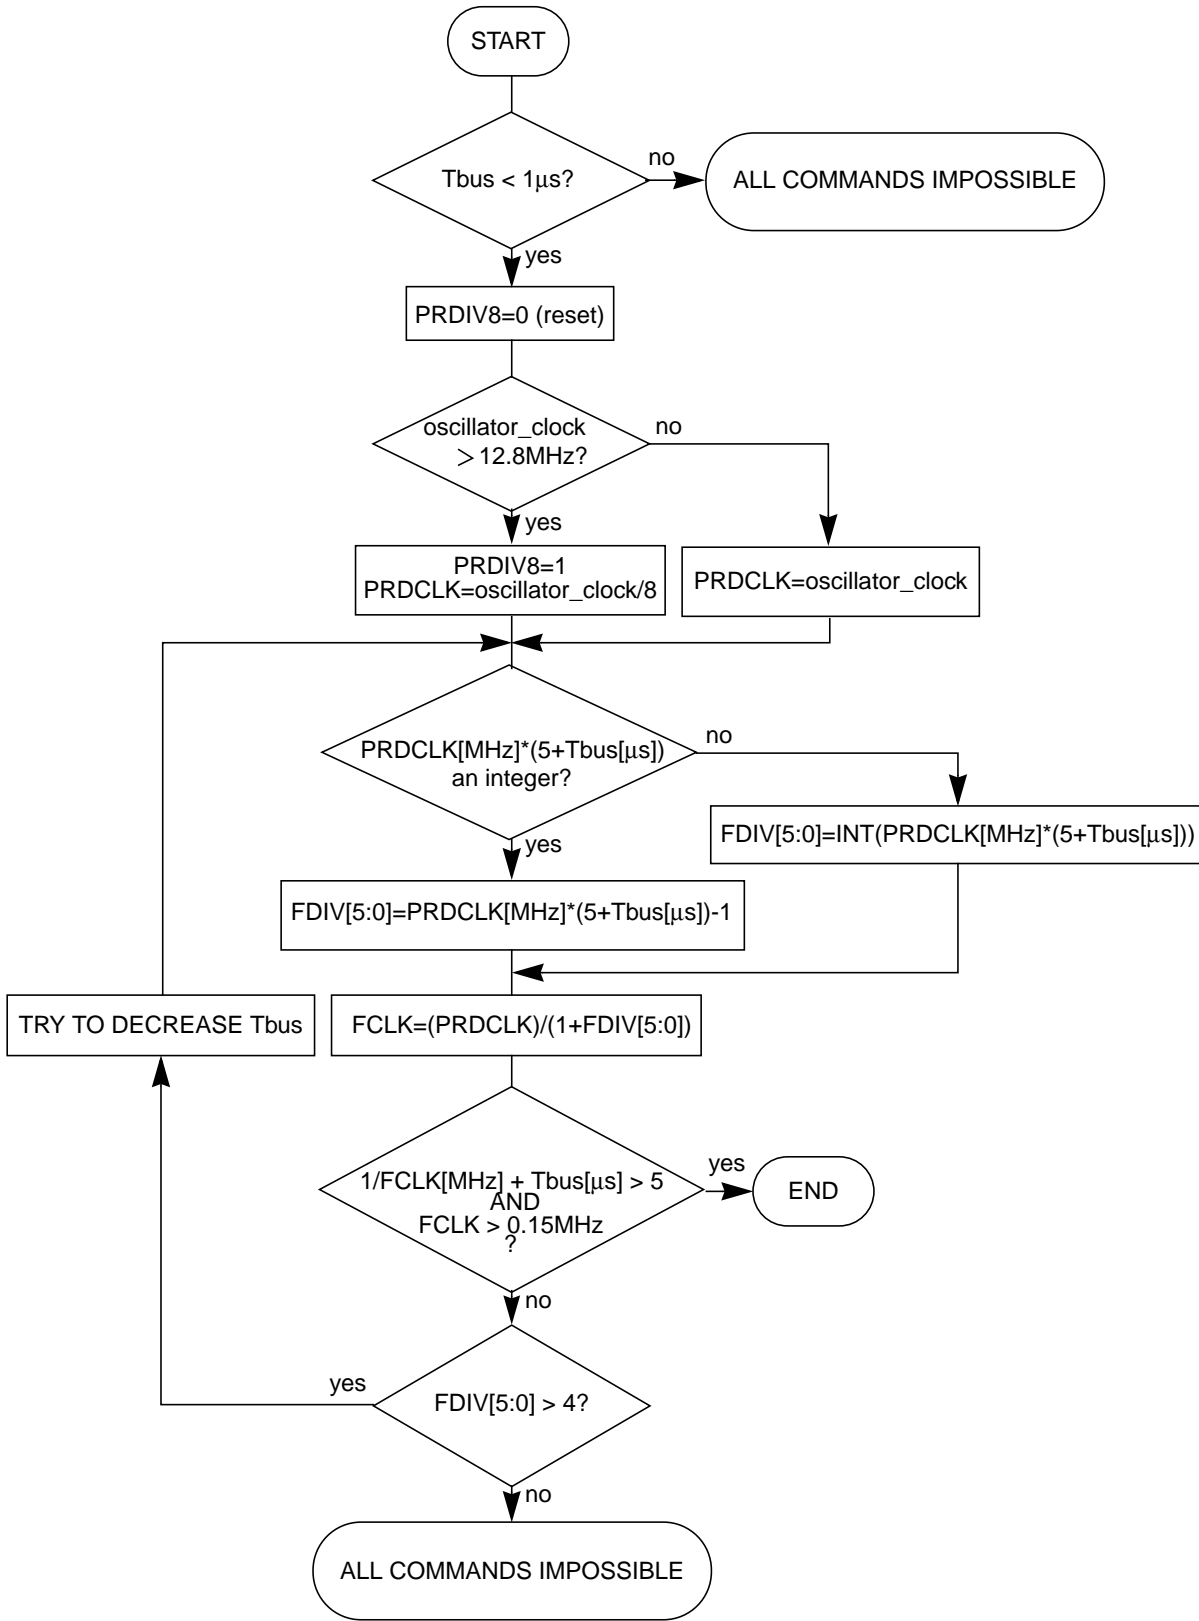 START
Tbus < 1μs?
no
ALL COMMANDS IMPOSSIBLE
yes
PRDIV8=0 (reset)
oscillator_clock
> 12.8MHz?
no
yes
PRDIV8=1
PRDCLK=oscillator_clock/8
PRDCLK=oscillator_clock
PRDCLK[MHz]*(5+Tbus[μs])
an integer?
no
yes
FDIV[5:0]=INT(PRDCLK[MHz]*(5+Tbus[μs]))
FDIV[5:0]=PRDCLK[MHz]*(5+Tbus[μs])-1
TRY TO DECREASE Tbus
FCLK=(PRDCLK)/(1+FDIV[5:0])
1/FCLK[MHz] + Tbus[μs] > 5
AND
FCLK > 0.15MHz
?
yes
END
no
FDIV[5:0] > 4?
yes
no
ALL COMMANDS IMPOSSIBLE